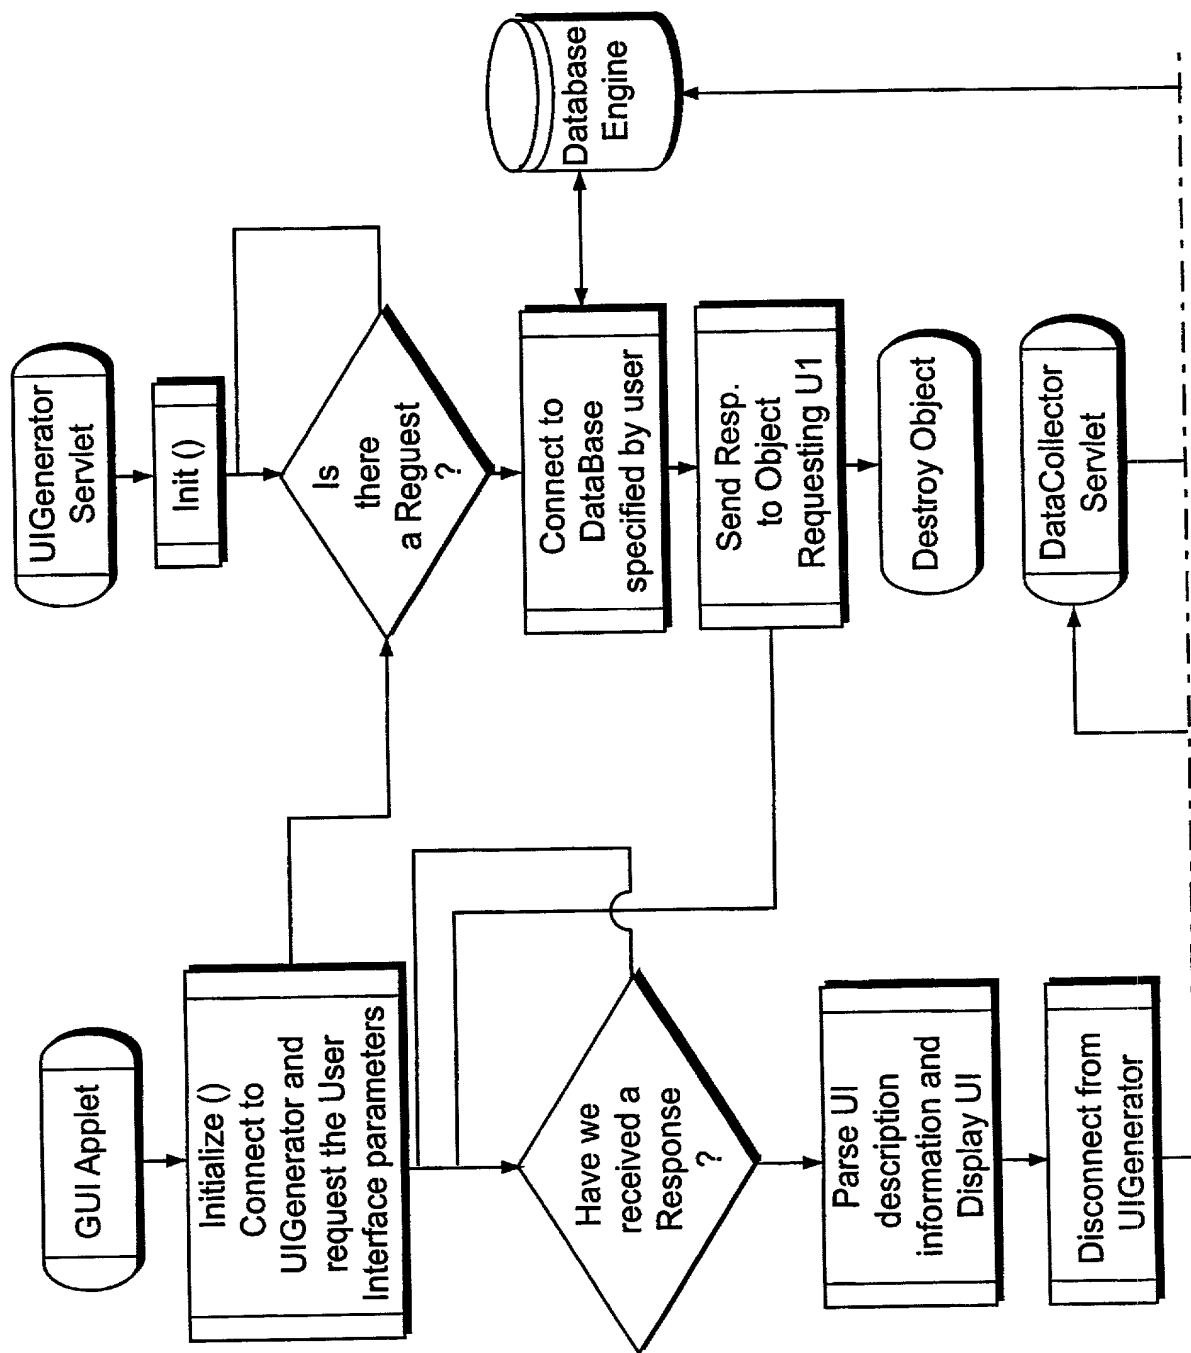 GUI Applet
Initialize ()
Connect to
UIGenerator and
request the User
Interface parameters
Have we
received a
Response
?
Parse UI
description
information and
Display UI
Disconnect from
UIGenerator
UIGenerator
Servlet
Init ()
Is
there
a Reguest
?
Connect to
DataBase
specified by user
Send Resp.
to Object
Requesting U1
Destroy Object
DataCollector
Servlet
Database
Engine